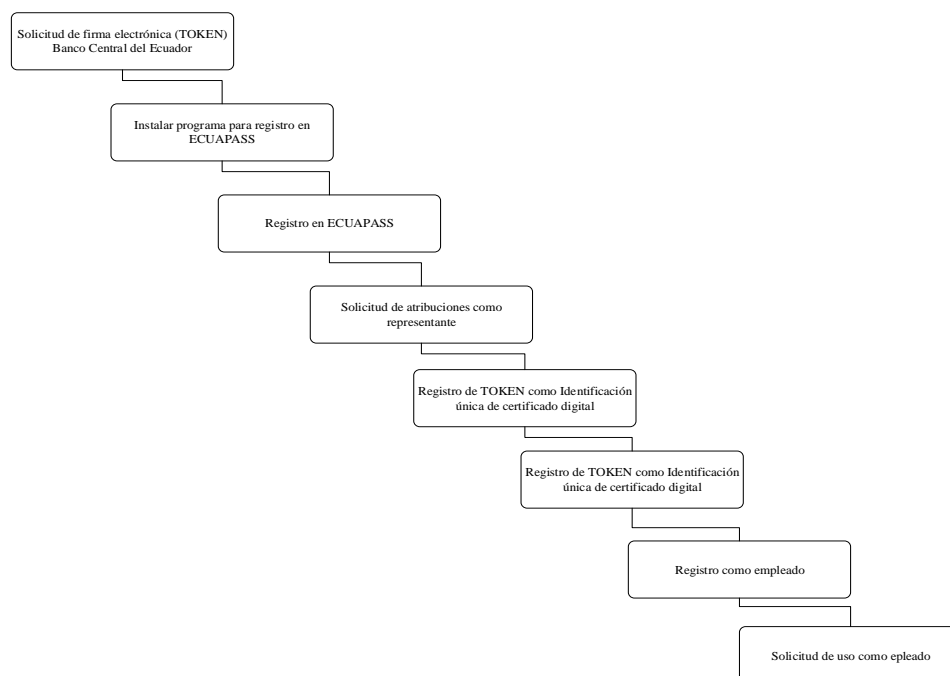 Solicitud de firma electrónica (TOKEN)
Banco Central del Ecuador
Instalar programa para registro en
ECUAPASS
Registro en ECUAPASS
Solicitud de atribuciones como
representante
Registro de TOKEN como Identificación
única de certificado digital
Registro de TOKEN como Identificación
única de certificado digital
Registro como empleado
Solicitud de uso como epleado